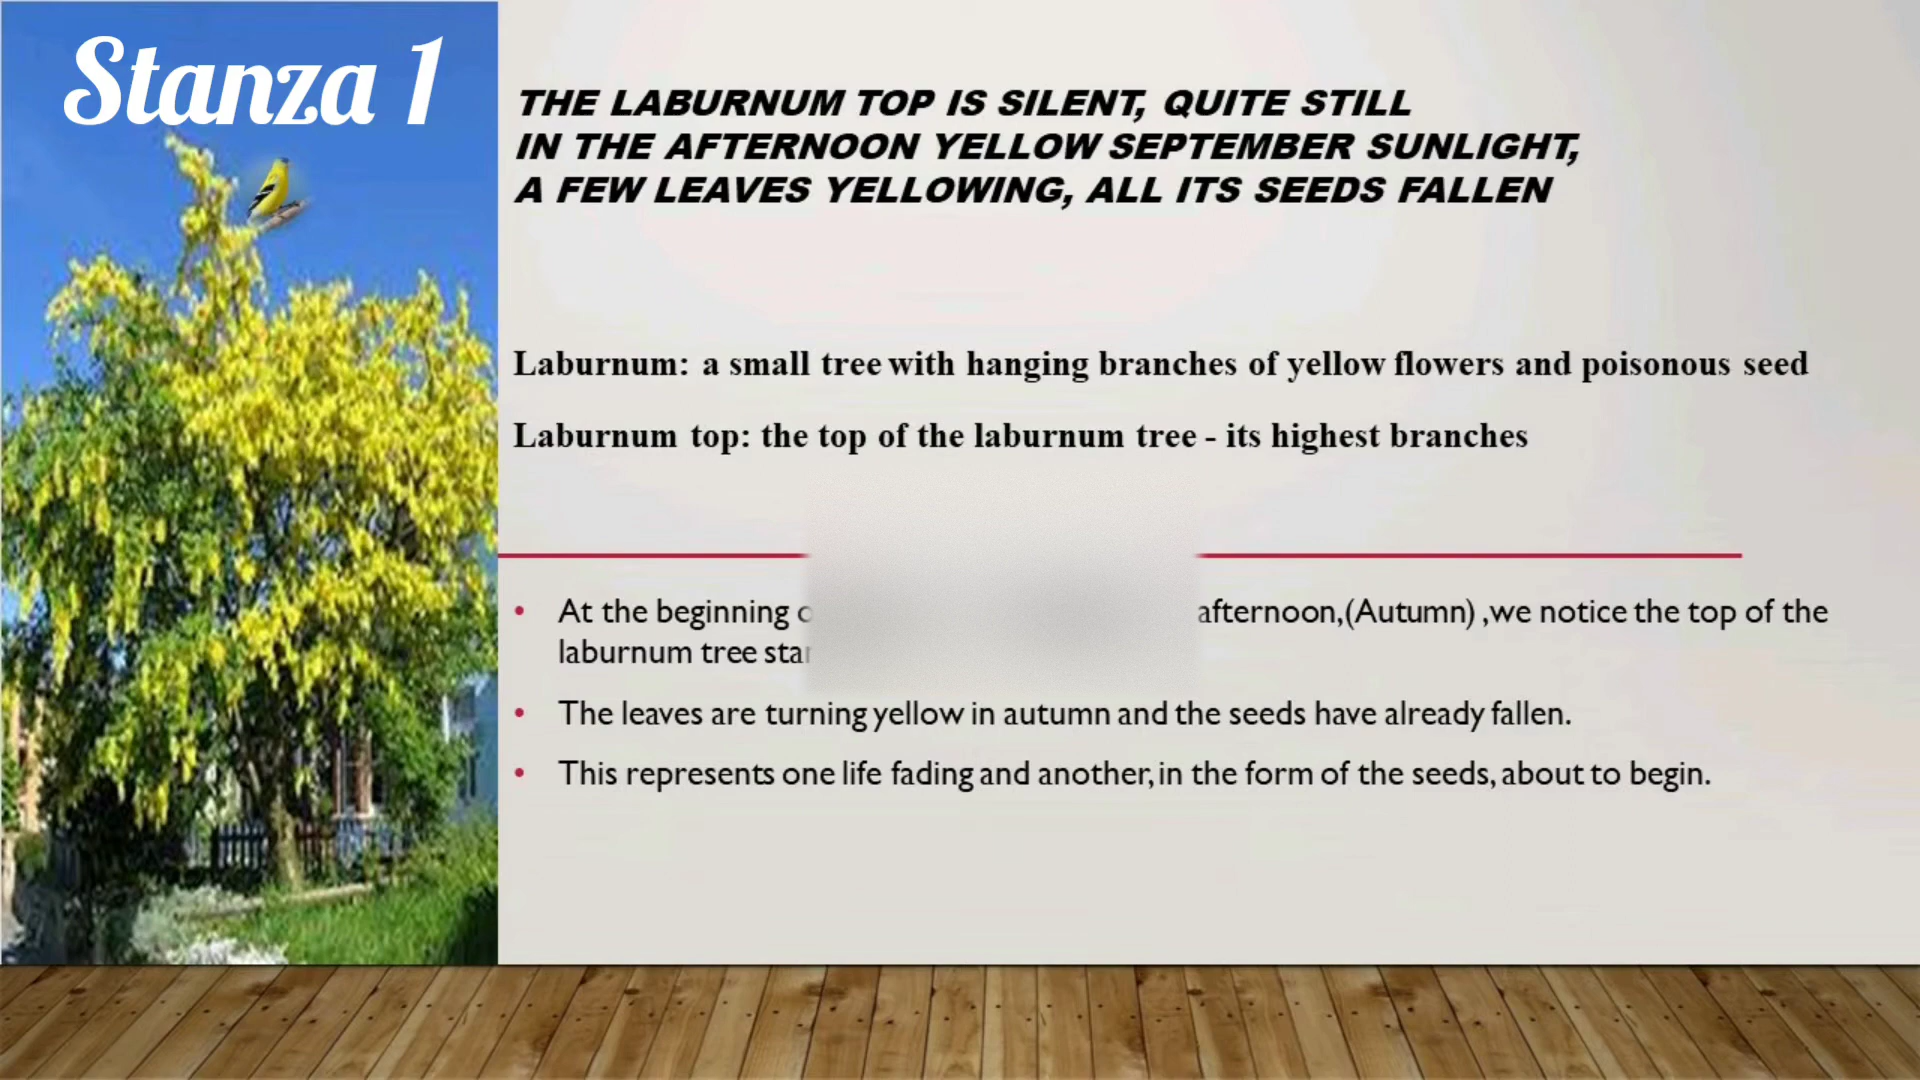 Stanza 1
THE LABURNUM TOP IS SILENT, QUITE STILL
IN THE AFTERNOON YELLOW SEPTEMBER SUNLIGHT,
A FEW LEAVES YELLOWING, ALL ITS SEEDS FALLEN
Laburnum: a small tree with hanging branches of yellow flowers and poisonous seed
Laburnum top: the top of the laburnum tree - its highest branches
• At the beginning afternoon,(Autumn) ,we notice the top of the
laburnum tree
• The leaves are turning yellow in autumn and the seeds have already fallen.
• This represents one life fading and another, in the form of the seeds, about to begin.